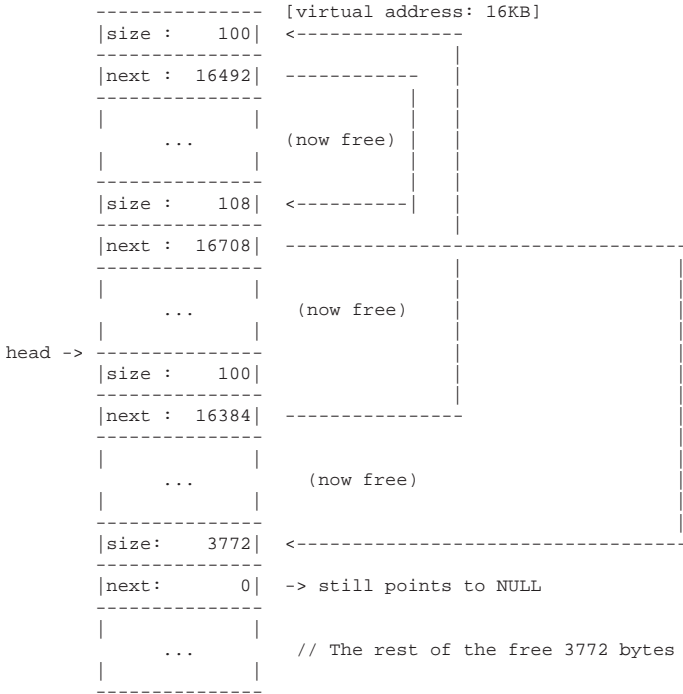 [virtual address: 16KB]
|size :    100| <---------------
|next :  16492| ------------
...  (now free)
|size :    108| <----------
|next :  16708| --------------------------------------
...  (now free)
head ->
|size :    100|
|next :  16384| ----------------
...  (now free)
|size:    3772| <-------------------------------------
|next:       0| -> still points to NULL
...  // The rest of the free 3772 bytes